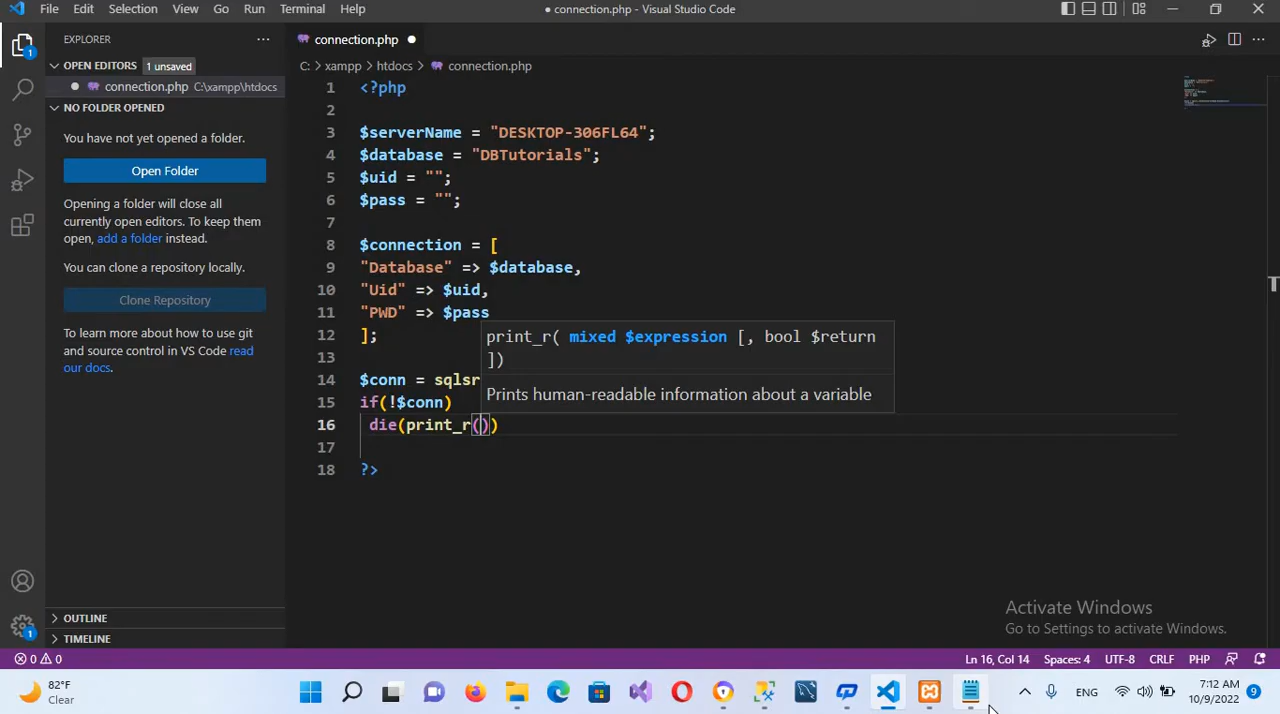 File Edit Selection View Go Run Terminal Help
● connection.php - Visual Studio Code
EXPLORER
connection.php
OPEN EDITORS 1 unsaved
C: > xampp > htdocs > connection.php
connection.php C:\xampp\htdocs
NO FOLDER OPENED
You have not yet opened a folder.
Open Folder
Opening a folder will close all
currently open editors. To keep them
open, add a folder instead.
You can clone a repository locally.
Clone Repository
To learn more about how to use git
and source control in VS Code read
our docs.
OUTLINE
TIMELINE
1 <?php
2
3 $serverName = "DESKTOP-306FL64";
4 $database = "DBTutorials";
5 $uid = "";
6 $pass = "";
7
8 $connection = [
9 "Database" => $database,
10 "Uid" => $uid,
11 "PWD" => $pass
12 ];
13
14 $conn = sqlsr
15 if(!$conn)
16 die(print_r())
17
18 ?>
print_r( mixed $expression [, bool $return
])
Prints human-readable information about a variable
Activate Windows
Go to Settings to activate Windows.
0 0 Ln 16, Col 14 Spaces: 4 UTF-8 CRLF PHP
82°F
Clear
ENG
7:12 AM
10/9/2022
9
1
1